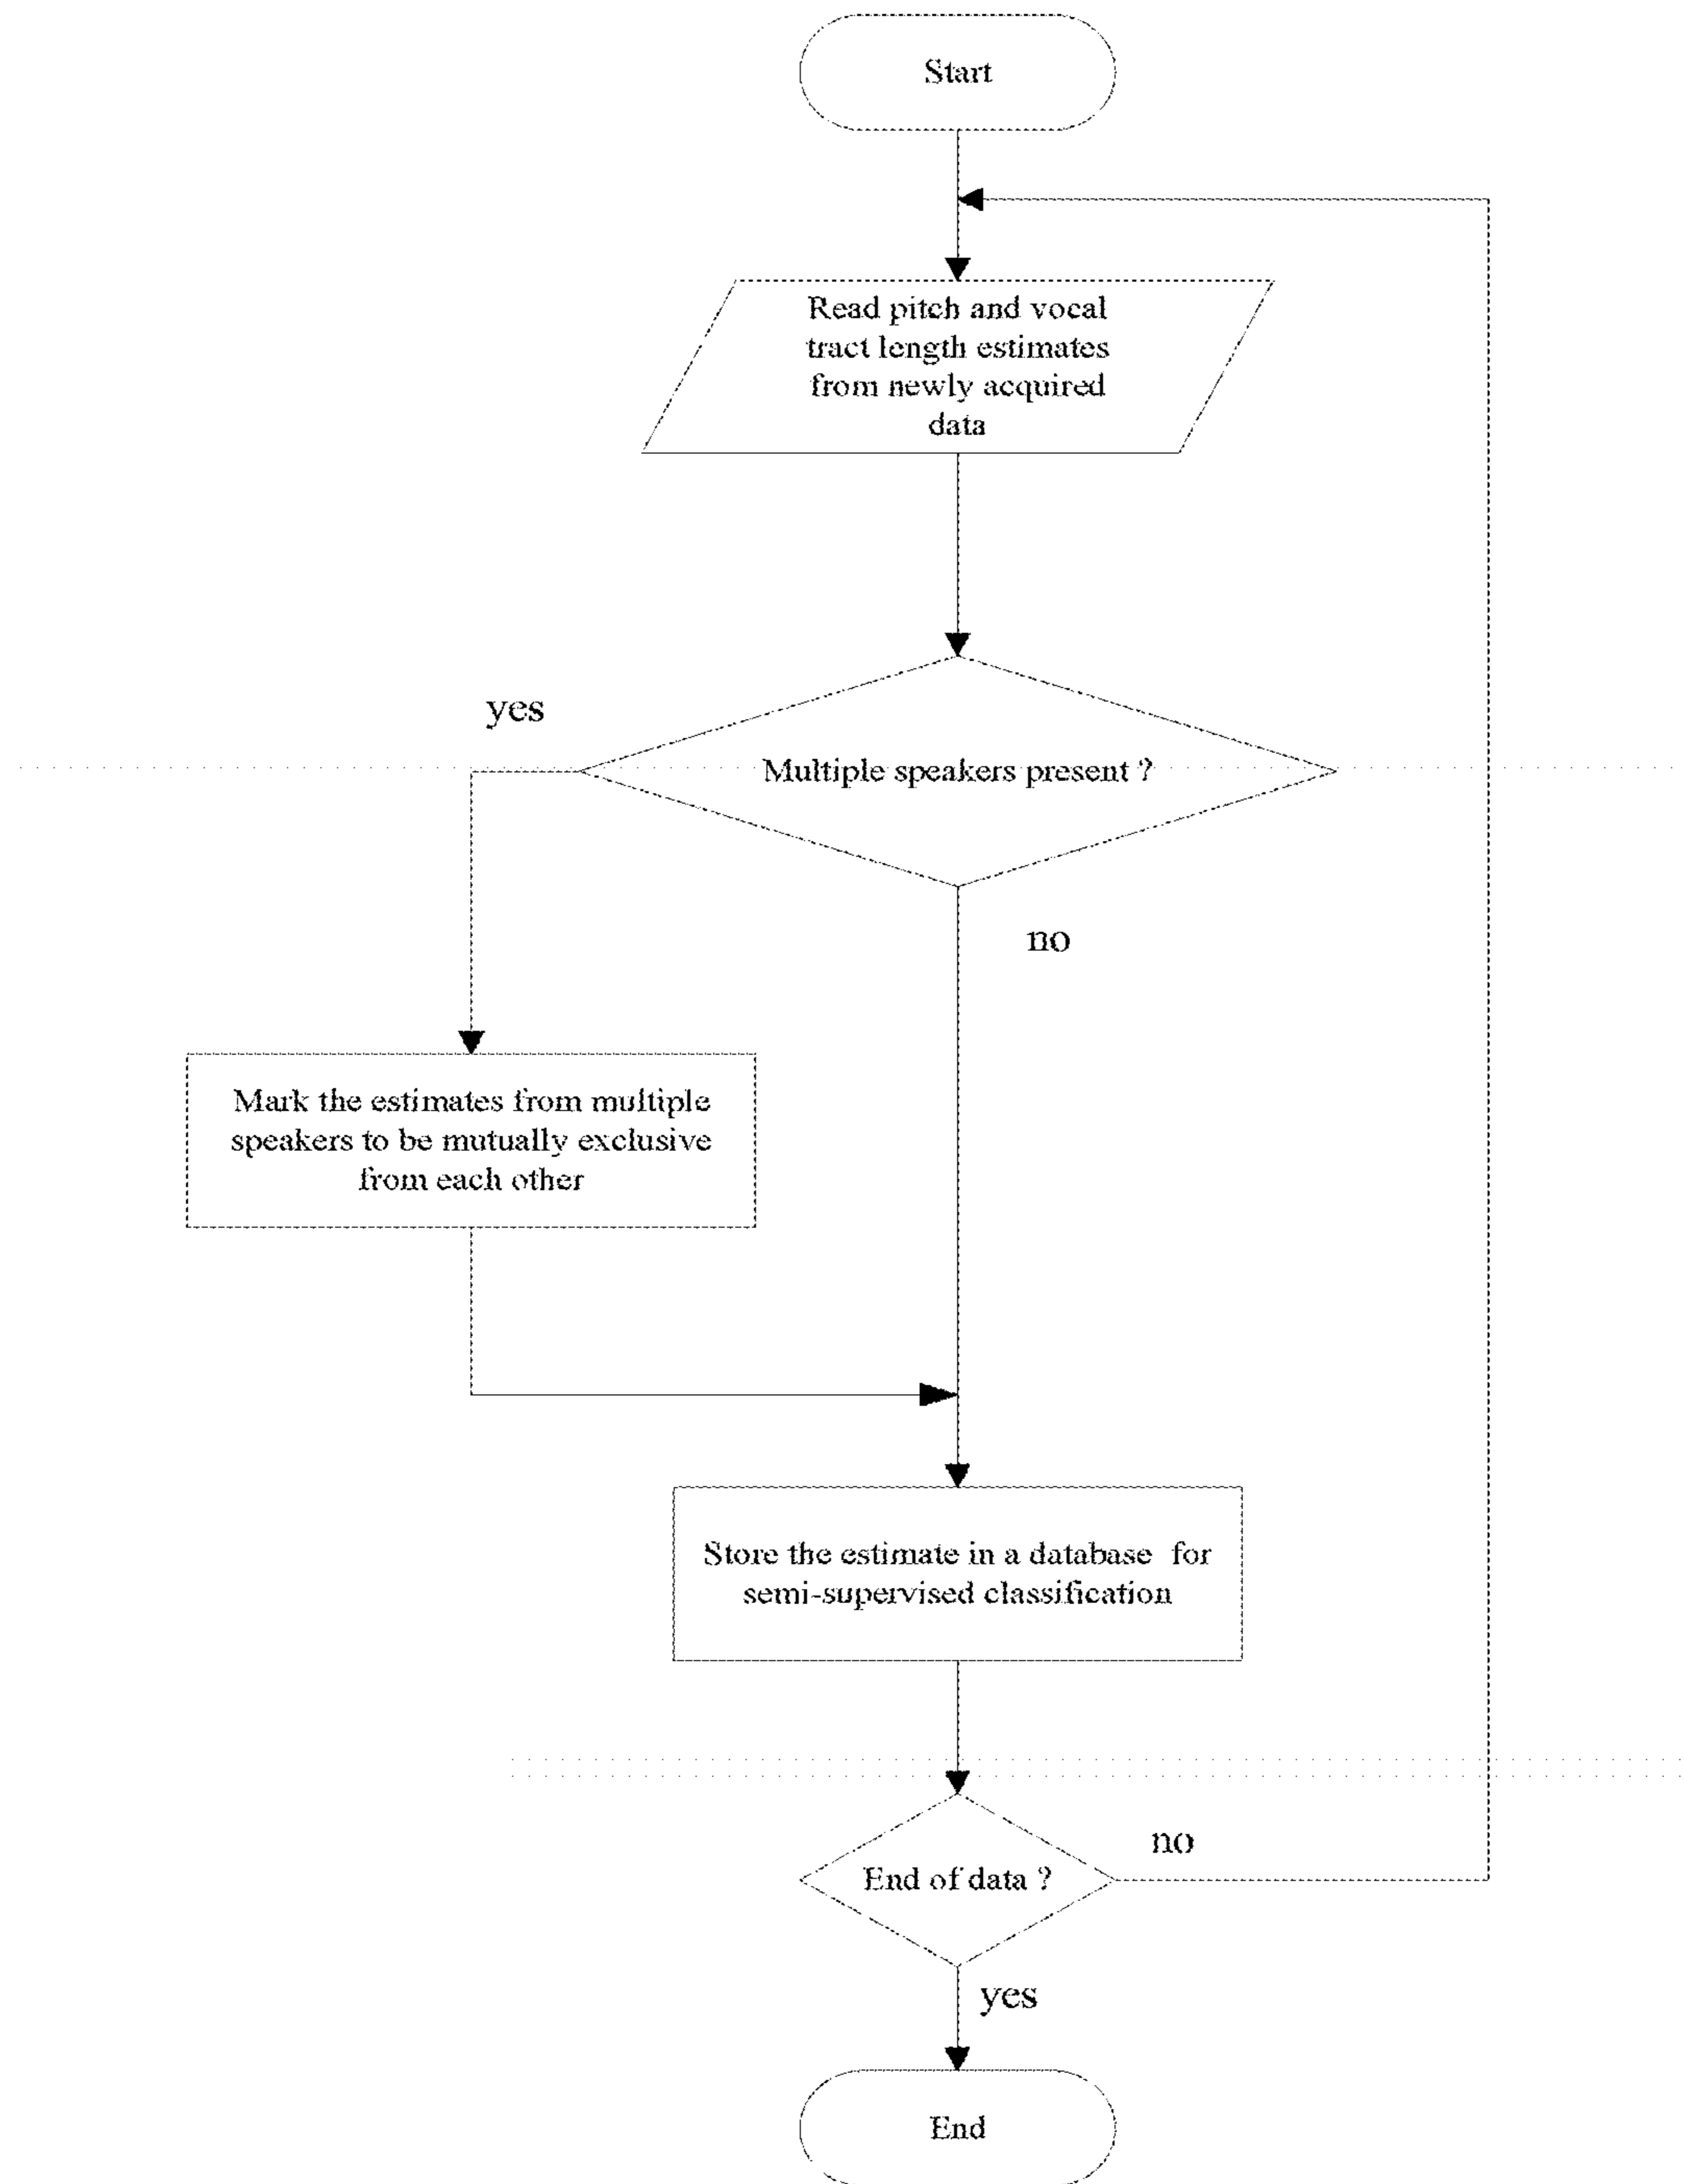 Start
Read pitch and vocal
tract length estimates
from newly acquired
data
yes
Multiple speakers present ?
no
Mark the estimates from multiple
speakers to be mutually exclusive
from each other
Store the estimate in a database for
semi-supervised classification
no
End of data ?
yes
End